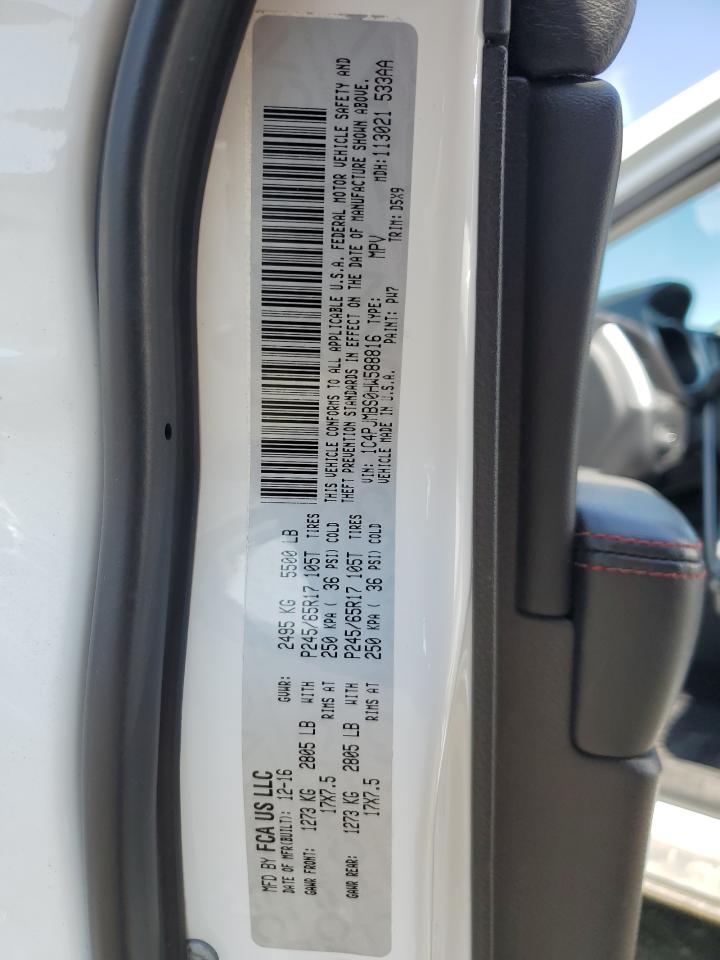 MFD BY FCA US LLC
DATE OF MFR(BUILT): 12-16 GVWR: 2495 KG 5500 LB
GAWR FRONT: 1273 KG 2805 LB WITH P245/65R17 105T TIRES
17X7.5 RIMS AT 250 KPA( 36 PSI) COLD
GAWR REAR: 1273 KG 2805 LB WITH P245/65R17 105T TIRES
17X7.5 RIMS AT 250 KPA( 36 PSI) COLD
THIS VEHICLE CONFORMS TO ALL APPLICABLE U.S.A. FEDERAL MOTOR VEHICLE SAFETY AND
THEFT PREVENTION STANDARDS IN EFFECT ON THE DATE OF MANUFACTURE SHOWN ABOVE.
VIN: 1C4PJMBS0HW588816 TYPE: MPV MDH: 113021 533AA
VEHICLE MADE IN U.S.A. PAINT: PW7 TRIM: D5X9